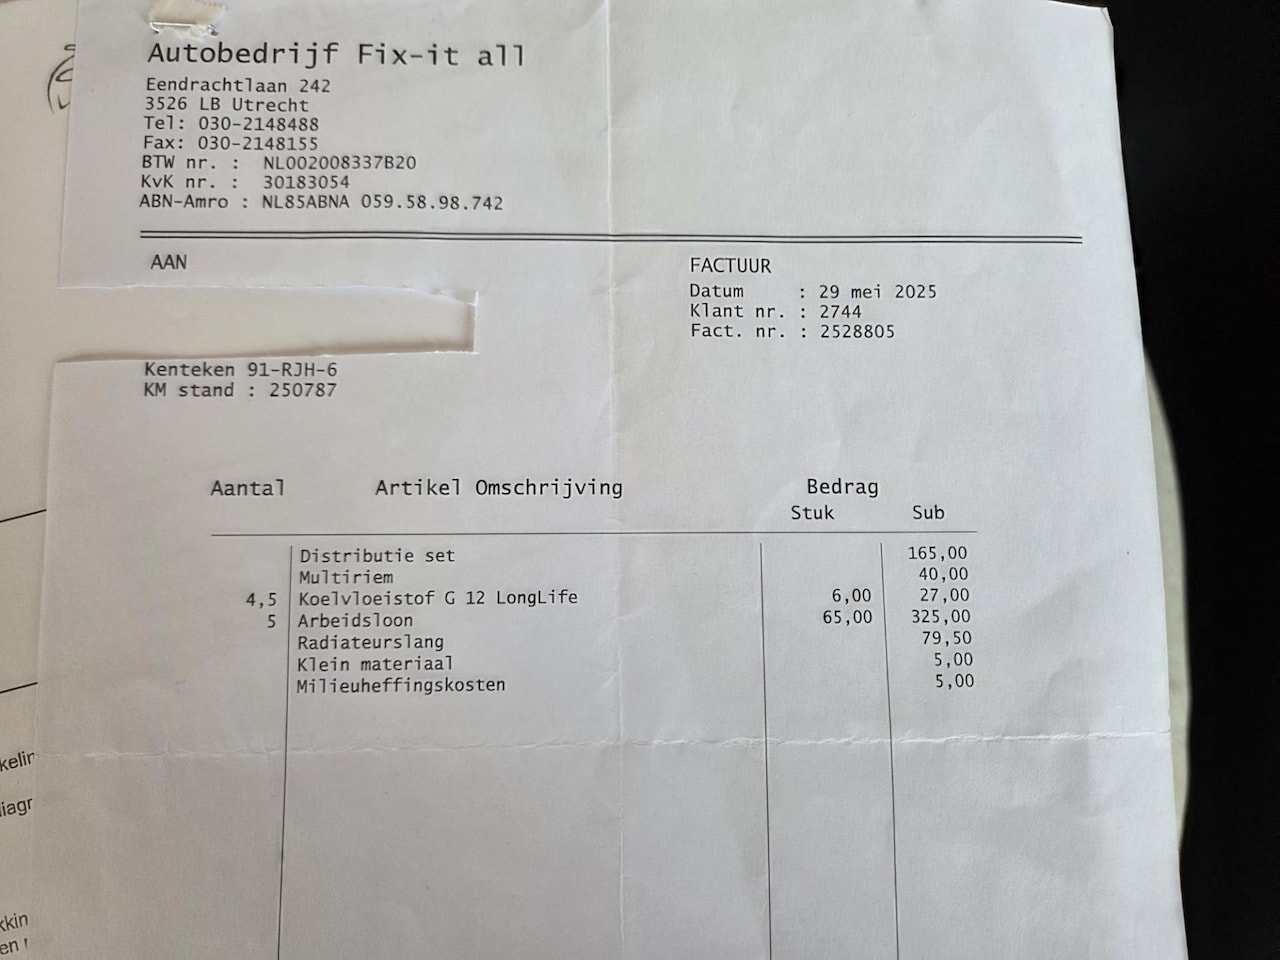 Autobedrijf Fix-it all
Eendrachtlaan 242
3526 LB Utrecht
Tel: 030-2148488
Fax: 030-2148155
BTW nr. : NL002008337B20
KvK nr. : 30183054
ABN-Amro : NL85ABNA 059.58.98.742
AAN
FACTUUR
Datum : 29 mei 2025
Klant nr. : 2744
Fact. nr. : 2528805
Kenteken 91-RJH-6
KM stand : 250787
Aantal Artikel Omschrijving Bedrag
Stuk Sub
Distributie set 165,00
Multiriem 40,00
4,5 Koelvloeistof G 12 LongLife 6,00 27,00
5 Arbeidsloon 65,00 325,00
Radiateurslang 79,50
Klein materiaal 5,00
Milieuheffingskosten 5,00